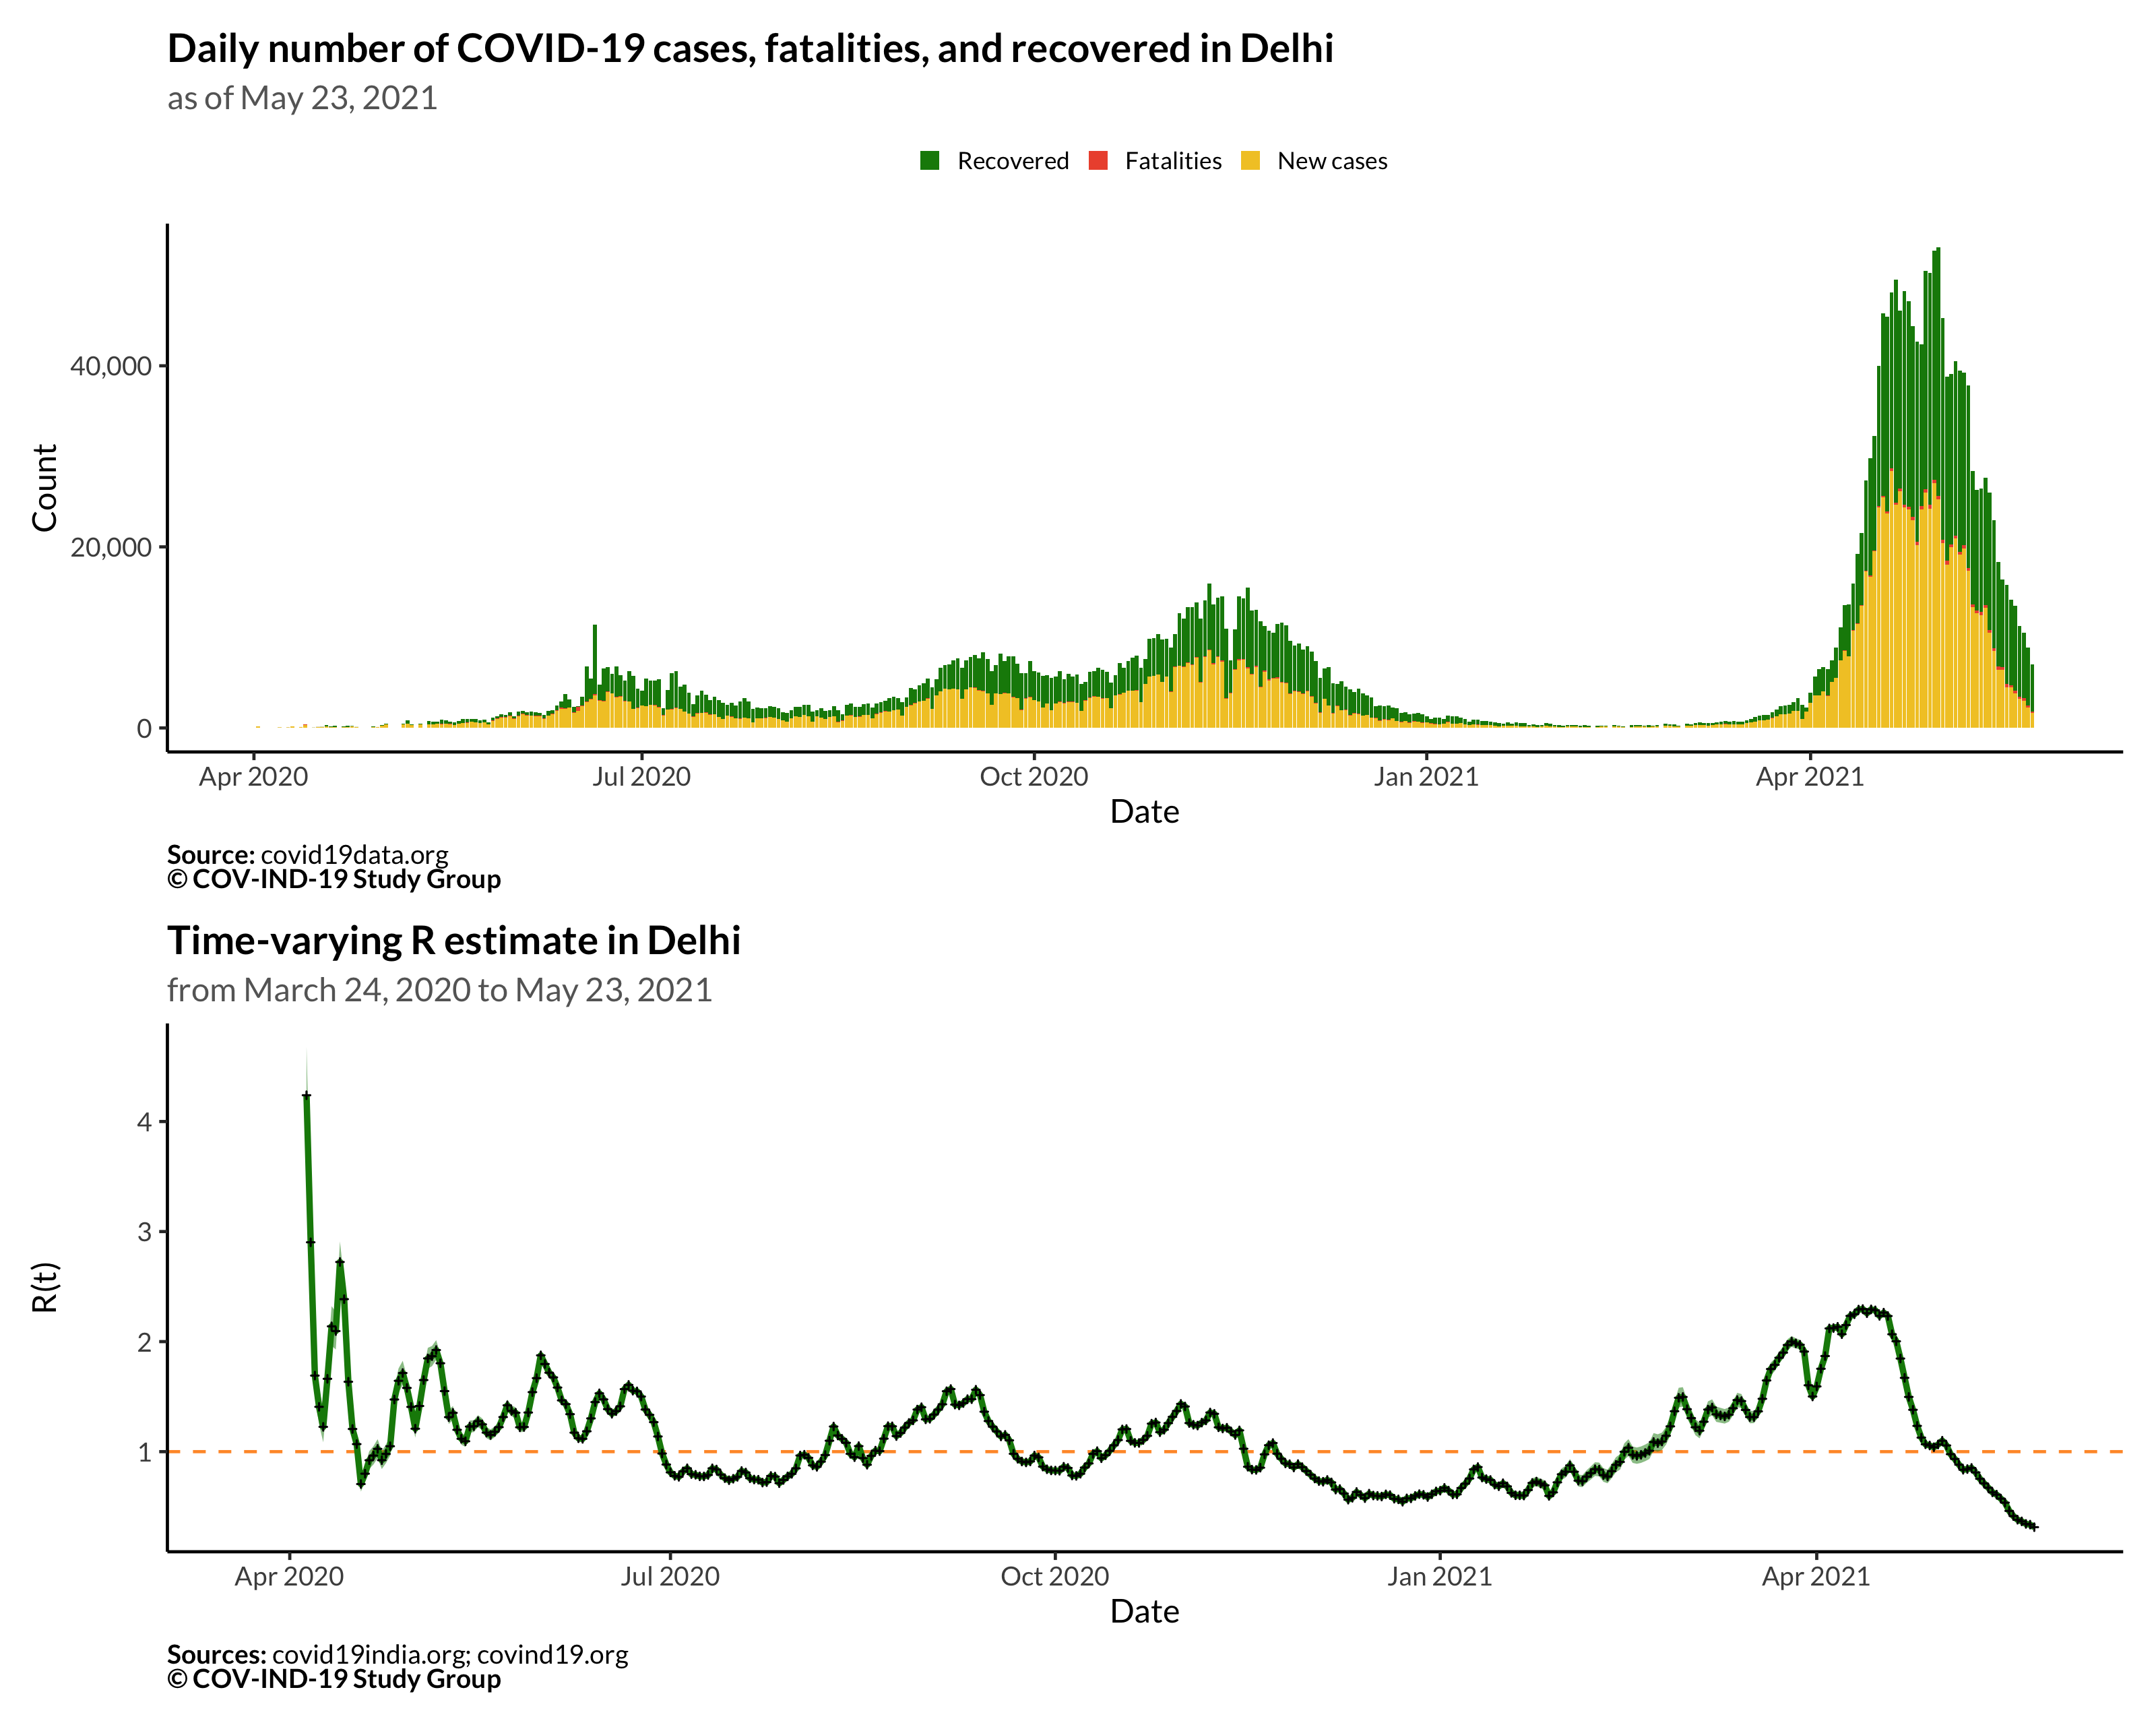 Daily number of COVID-19 cases, fatalities, and recovered in Delhi
as of May 23, 2021
Recovered Fatalities New cases
Count
40,000
20,000
0
Apr 2020 Jul 2020 Oct 2020 Jan 2021 Apr 2021
Date
Source: covid19data.org
© COV-IND-19 Study Group
Time-varying R estimate in Delhi
from March 24, 2020 to May 23, 2021
R(t)
4
3
2
1
Apr 2020 Jul 2020 Oct 2020 Jan 2021 Apr 2021
Date
Sources: covid19india.org; covind19.org
© COV-IND-19 Study Group